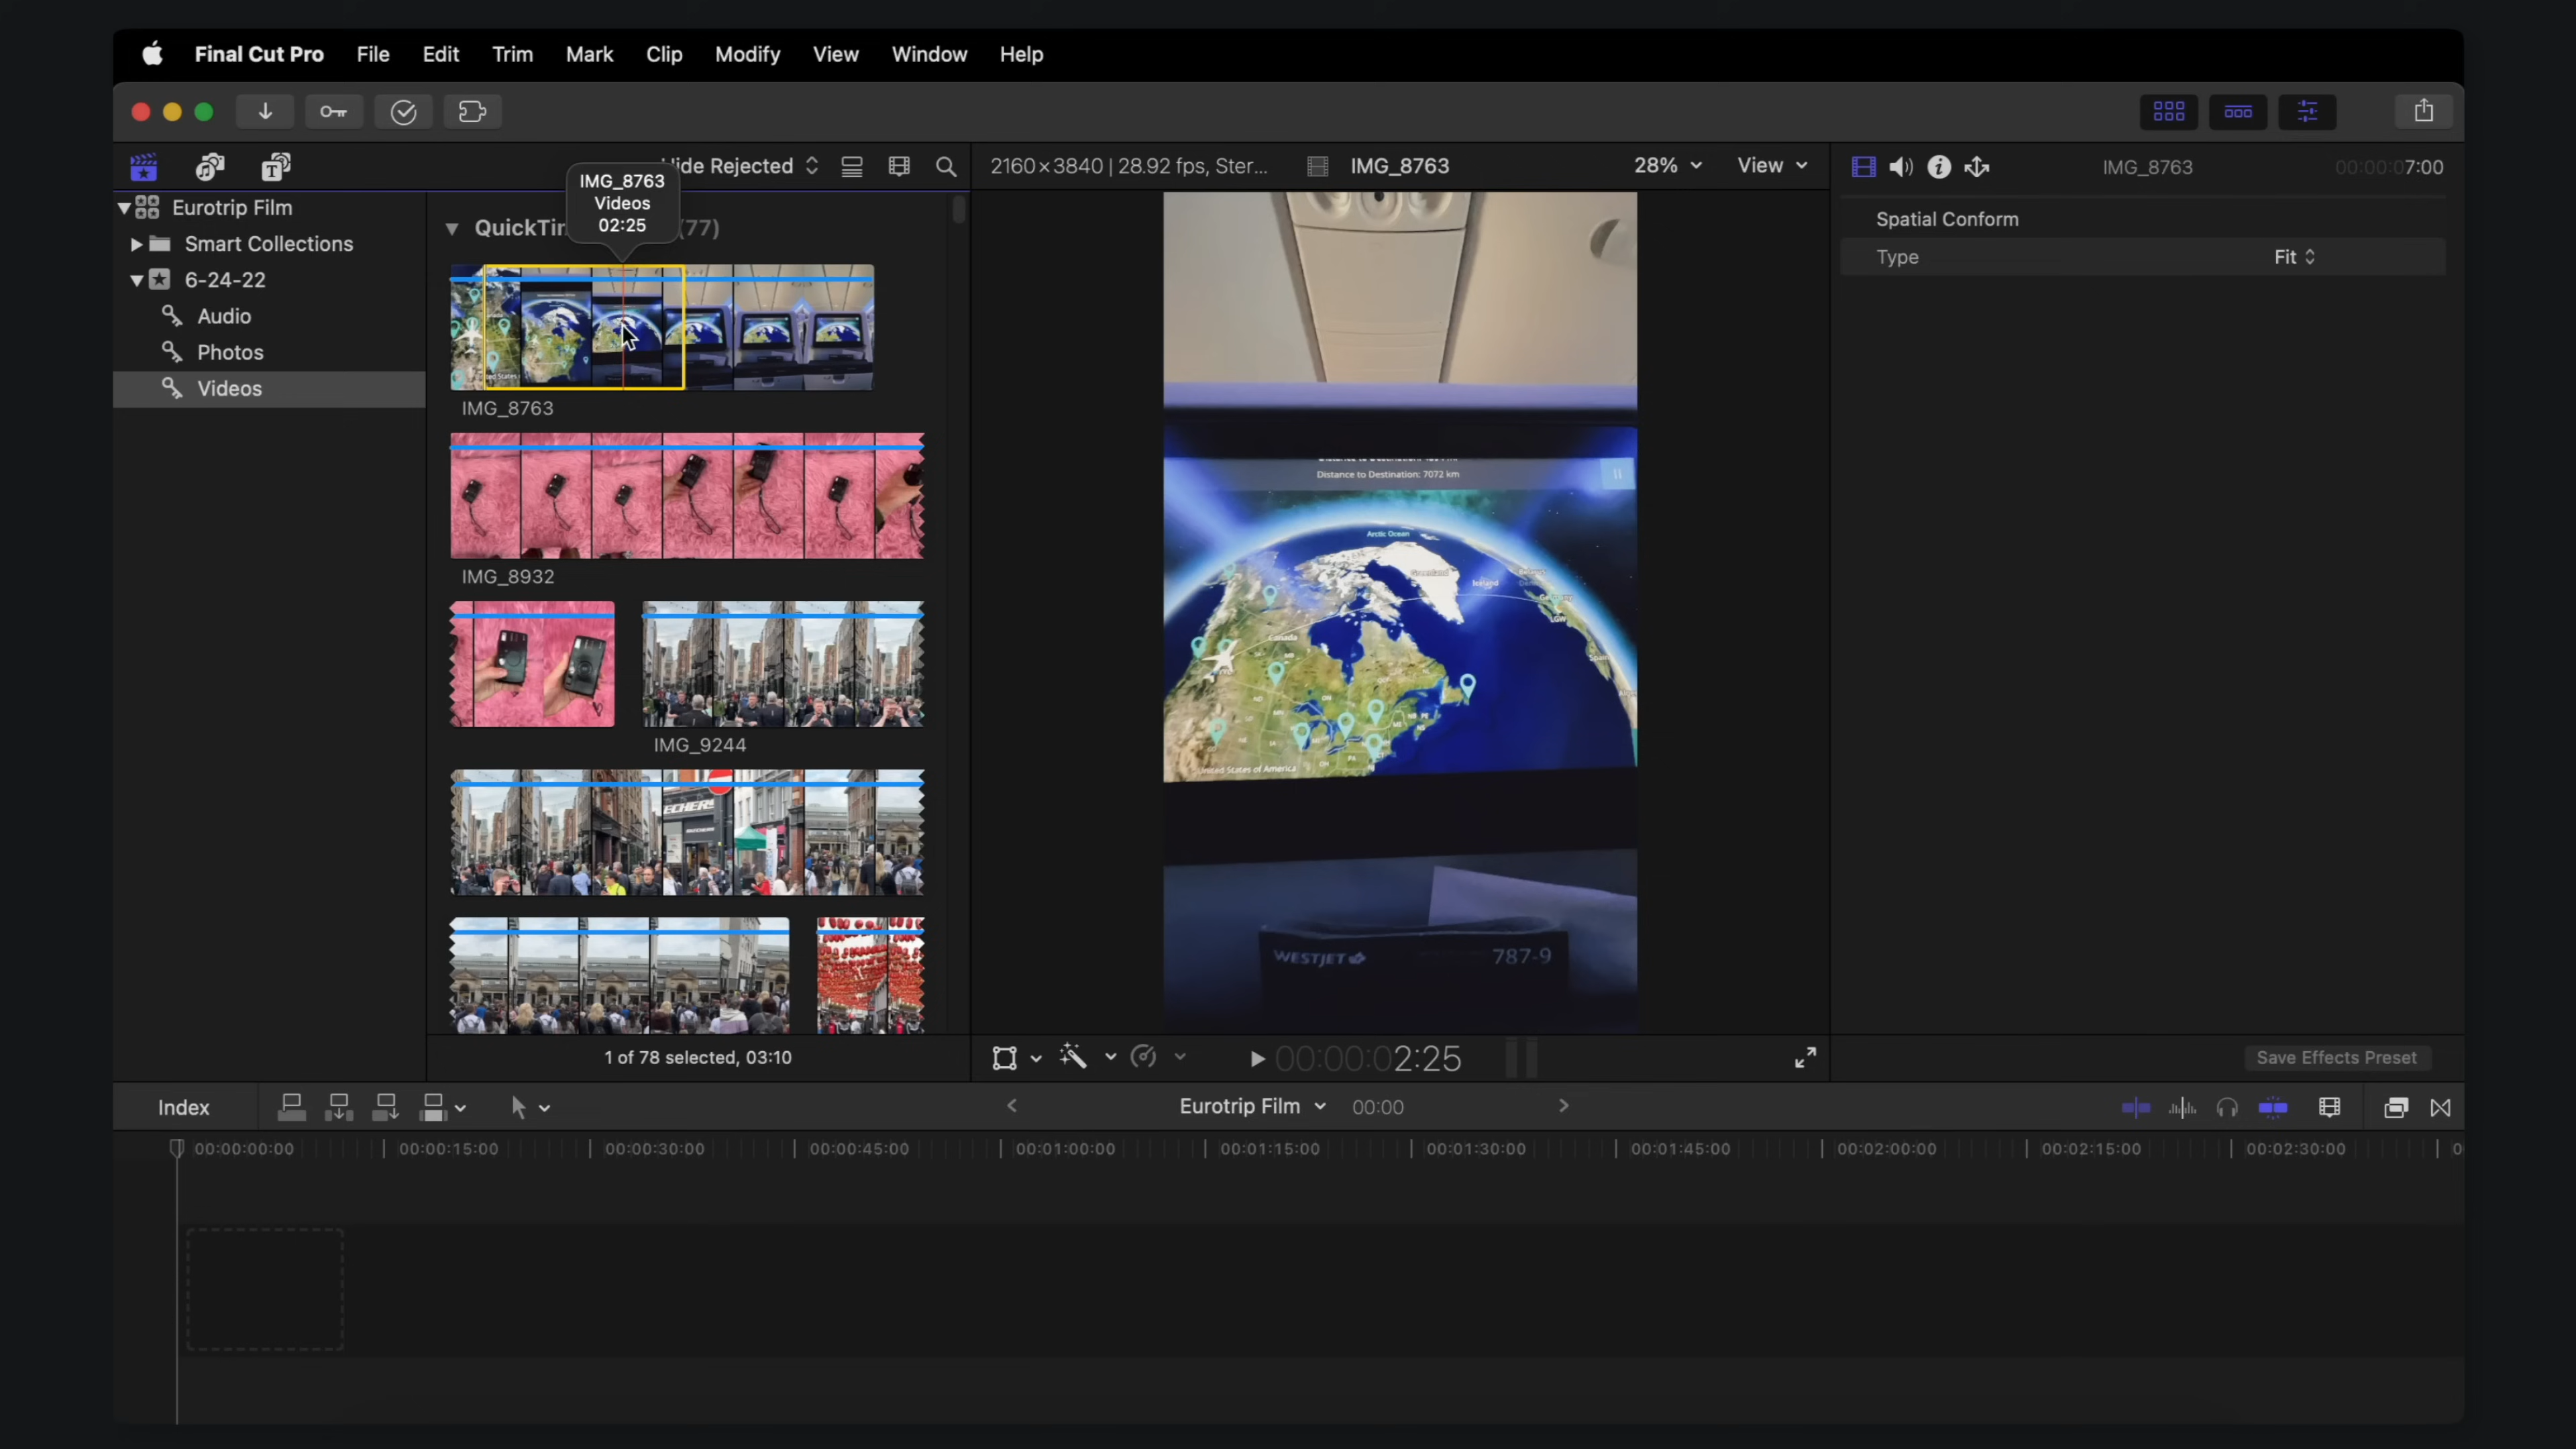 Final Cut Pro File Edit Trim Mark Clip Modify View Window Help
Hide Rejected
2160×3840 | 28.92 fps, Ster...
IMG_8763
28%
View
IMG_8763
00:00:07:00
IMG_8763
Videos
02:25
Eurotrip Film
Smart Collections
6-24-22
Audio
Photos
Videos
(77)
IMG_8763
IMG_8932
IMG_9244
1 of 78 selected, 03:10
Distance to Destination: 7072 km
Arctic Ocean
Greenland
Iceland
Canada
LGW
Spain
United States of America
WESTJET
787-9
Spatial Conform
Type
Fit
00:00:02:25
Save Effects Preset
Index
Eurotrip Film
00:00
00:00:00:00 00:00:15:00 00:00:30:00 00:00:45:00 00:01:00:00 00:01:15:00 00:01:30:00 00:01:45:00 00:02:00:00 00:02:15:00 00:02:30:00